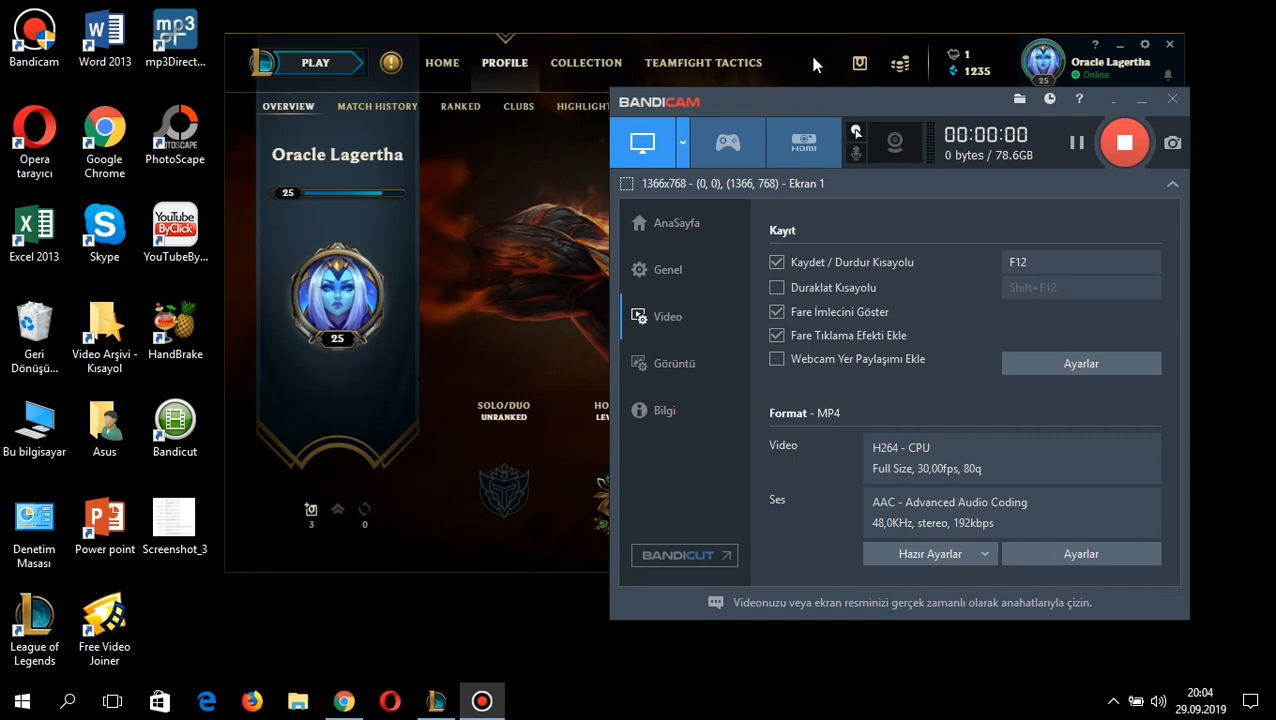 Bandicam
Word 2013
mp3
mp3Direct...
Opera tarayıcı
Google Chrome
PhotoScape
Excel 2013
Skype
YouTube ByClick
YouTubeBy...
Geri Dönüşü...
Video Arşivi - Kısayol
HandBrake
Bu bilgisayar
Asus
Bandicut
Denetim Masası
Power point
Screenshot_3
League of Legends
Free Video Joiner
PLAY
HOME
PROFILE
COLLECTION
TEAMFIGHT TACTICS
1
1235
25
?
Oracle Lagertha
Online
OVERVIEW
MATCH HISTORY
RANKED
CLUBS
HIGHLIGH
Oracle Lagertha
25
25
3
0
SOLO/DUO
UNRANKED
BANDICAM
?
HDMI
00:00:00
0 bytes / 78.6GB
1366x768 - (0, 0), (1366, 768) - Ekran 1
AnaSayfa
Genel
Video
Görüntü
Bilgi
BANDICUT
Kayıt
Kaydet / Durdur Kısayolu
F12
Duraklat Kısayolu
Shift+F12
Fare İmlecini Göster
Fare Tıklama Efekti Ekle
Webcam Yer Paylaşımı Ekle
Ayarlar
Format - MP4
Video
H264 - CPU
Full Size, 30,00fps, 80q
Ses
AAC - Advanced Audio Coding
48,0KHz, stereo, 192kbps
Hazır Ayarlar
Ayarlar
Videonuzu veya ekran resminizi gerçek zamanlı olarak anahatlarıyla çizin.
20:04
29.09.2019